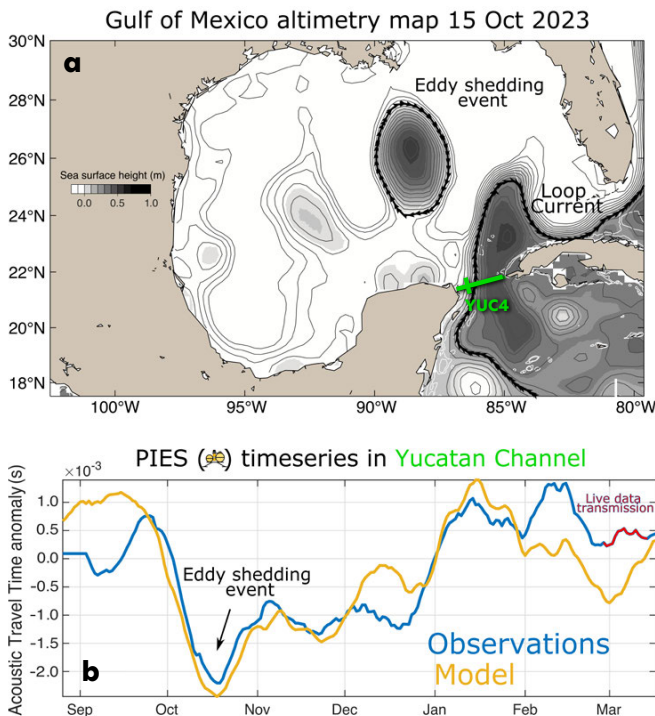 Gulf of Mexico altimetry map 15 Oct 2023
30°N
a
Eddy shedding
event
28°N
26°N
Sea surface height (m)
0.0 0.5 1.0
Loop
Current
24°N
22°N
YUC4
20°N
18°N
100°W 95°W 90°W 85°W 80°W
PIES ( ) timeseries in Yucatan Channel
×10⁻³
Acoustic Travel Time anomaly(s)
1.0
Live data
transmission
0.5
0.0
Eddy shedding
event
-0.5
-1.0
-1.5
Observations
Model
-2.0
b
Sep Oct Nov Dec Jan Feb Mar